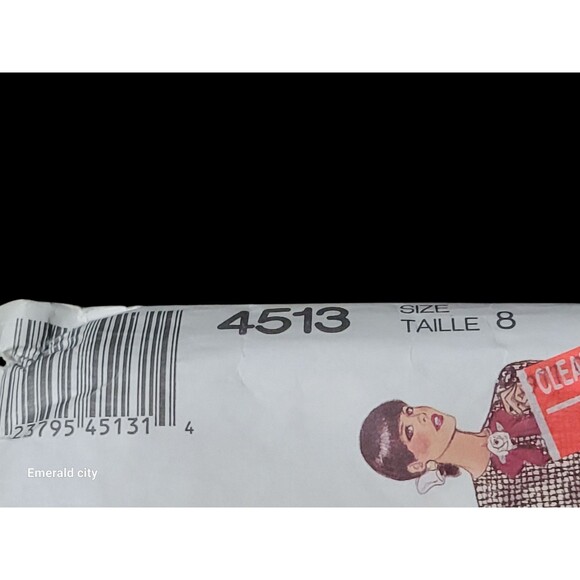 4513
SIZE
TAILLE 8
CLEA
23795 45131 4
Emerald city